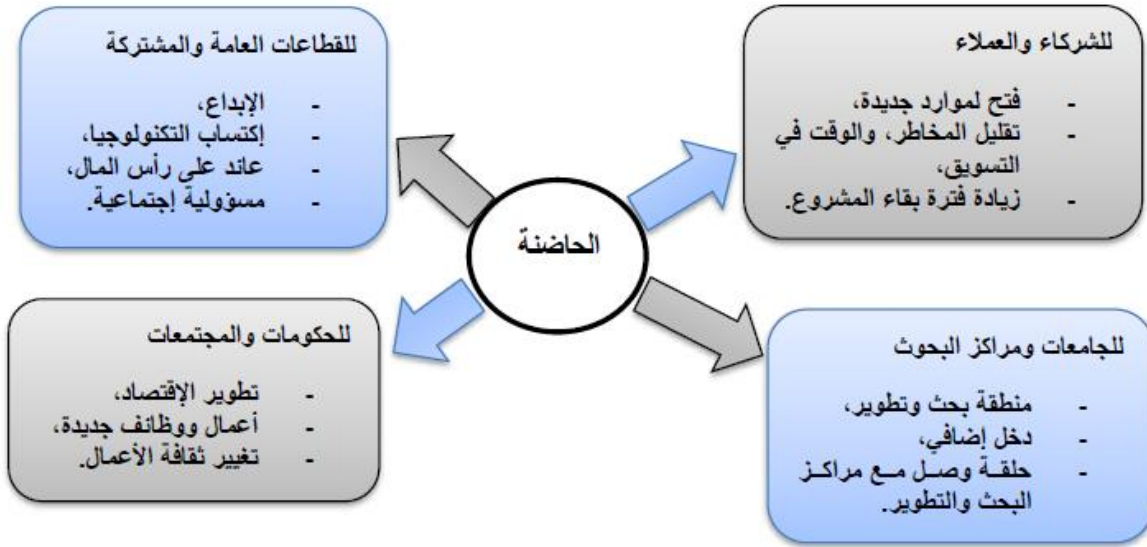 للشركاء والعملاء
- فتح لموارد جديدة،
- تقليل المخاطر، والوقت في
التسويق،
- زيادة فترة بقاء المشروع.
للقطاعات العامة والمشتركة
- الإبداع،
- إكتساب التكنولوجيا،
- عائد على رأس المال،
- مسؤولية إجتماعية.
الحاضنة
للجامعات ومراكز البحوث
- منطقة بحث وتطوير،
- دخل إضافي،
- حلقة وصل مع مراكز
البحث والتطوير.
للحكومات والمجتمعات
- تطوير الإقتصاد،
- أعمال ووظائف جديدة،
- تغيير ثقافة الأعمال.